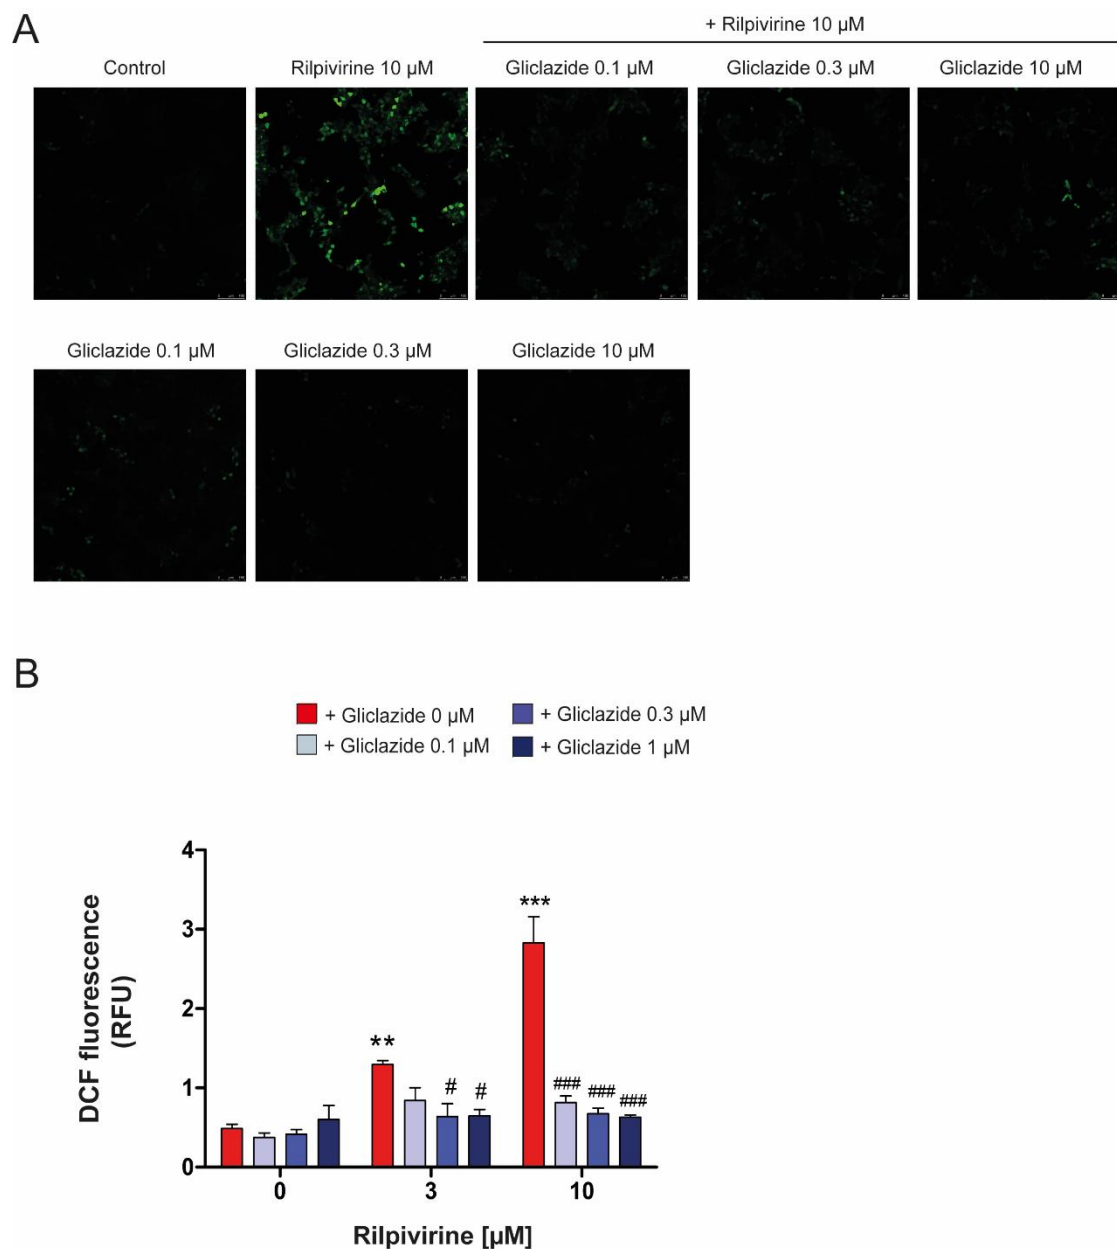 A
+ Rilpivirine 10 µM
Control
Rilpivirine 10 µM
Gliclazide 0.1 µM
Gliclazide 0.3 µM
Gliclazide 10 µM
Gliclazide 0.1 µM
Gliclazide 0.3 µM
Gliclazide 10 µM
B
+ Gliclazide 0 µM
+ Gliclazide 0.3 µM
+ Gliclazide 0.1 µM
+ Gliclazide 1 µM
DCF fluorescence
(RFU)
4
3
2
1
0
**
#
#
***
###
###
###
0
3
10
Rilpivirine [µM]